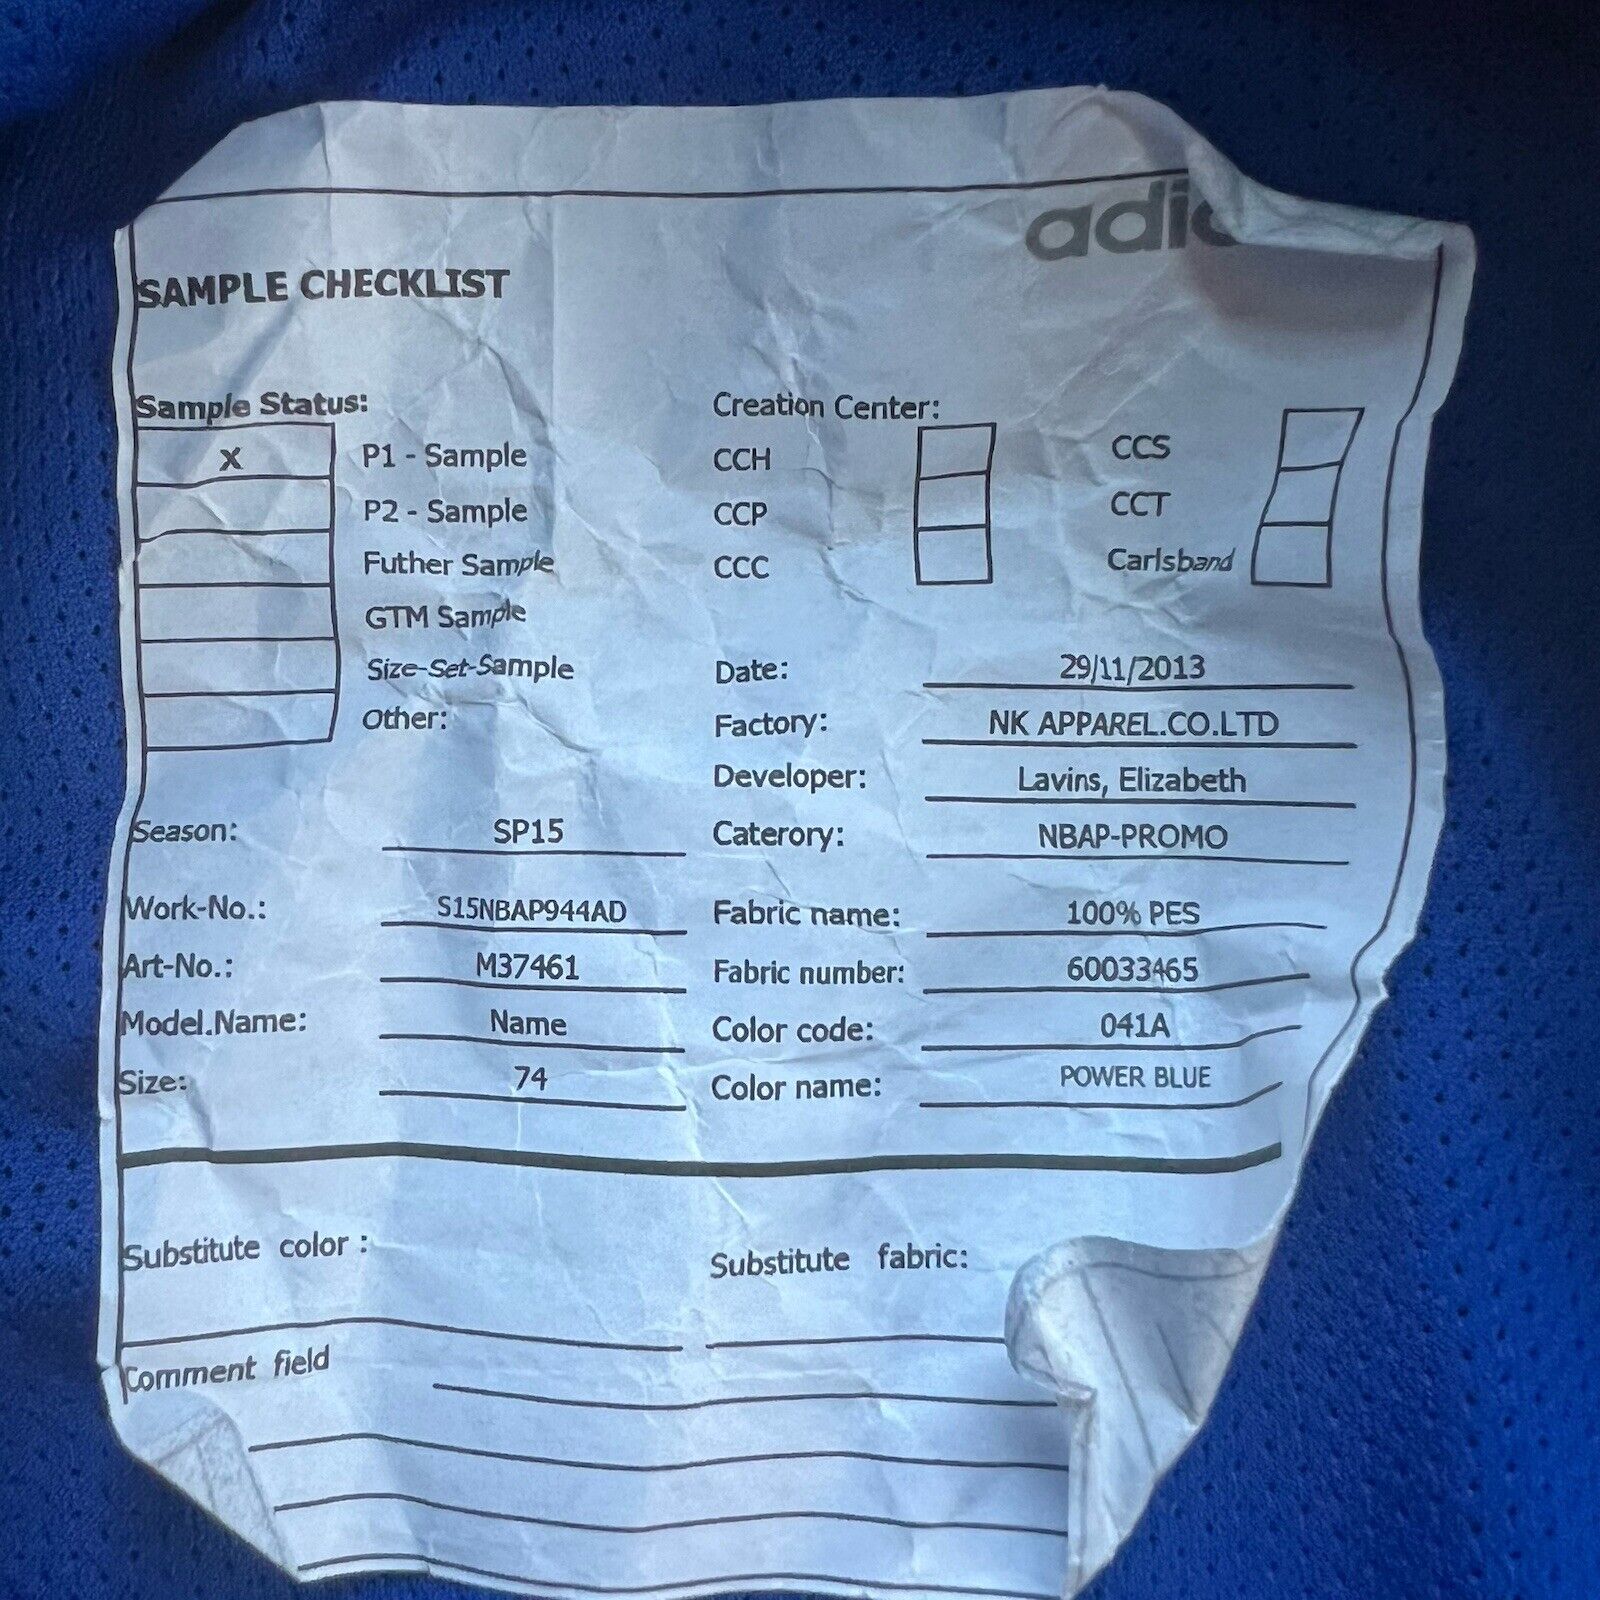 adi
SAMPLE CHECKLIST
Sample Status:
X P1 - Sample
P2 - Sample
Futher Sample
GTM Sample
Size-Set-Sample
Other:
Creation Center:
CCH CCS
CCP CCT
CCC Carlsband
Date: 29/11/2013
Factory: NK APPAREL.CO.LTD
Developer: Lavins, Elizabeth
Season: SP15 Caterory: NBAP-PROMO
Work-No.: S15NBAP944AD Fabric name: 100% PES
Art-No.: M37461 Fabric number: 60033465
Model.Name: Name Color code: 041A
Size: 74 Color name: POWER BLUE
Substitute color : Substitute fabric:
Comment field